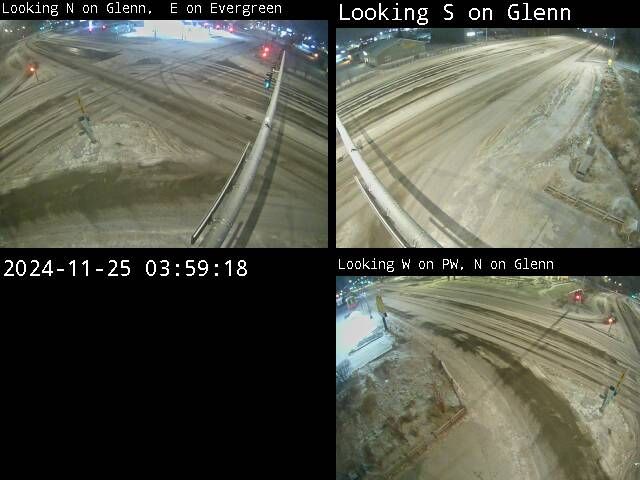 Looking N on Glenn, E on Evergreen
Looking S on Glenn
2024-11-25 03:59:18
Looking W on PW, N on Glenn